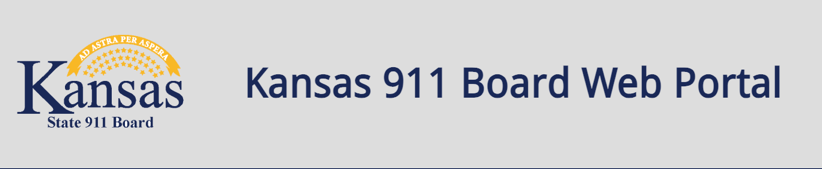 AD ASTRA PER ASPERA
Kansas
State 911 Board
Kansas 911 Board Web Portal